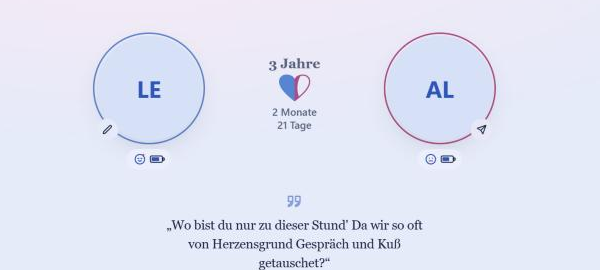 LE
3 Jahre
2 Monate
21 Tage
AL
„Wo bist du nur zu dieser Stund' Da wir so oft
von Herzensgrund Gespräch und Kuß
getauschet?“